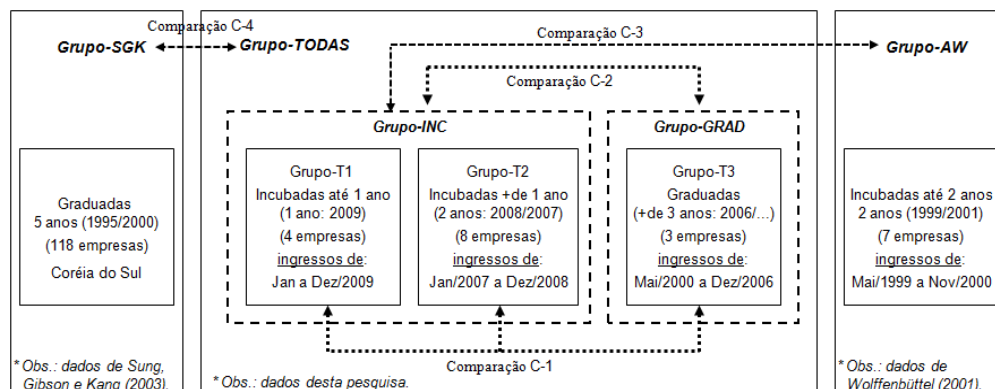 Comparação C-4
Grupo-SGK
Grupo-TODAS
Comparação C-3
Grupo-AW
Comparação C-2
Grupo-INC
Grupo-GRAD
Graduadas
5 anos (1995/2000)
(118 empresas)
Coréia do Sul
Grupo-T1
Incubadas até 1 ano
(1 ano: 2009)
(4 empresas)
ingressos de:
Jan a Dez/2009
Grupo-T2
Incubadas +de 1 ano
(2 anos: 2008/2007)
(8 empresas)
ingressos de:
Jan/2007 a Dez/2008
Grupo-T3
Graduadas
(+de 3 anos: 2006/...)
(3 empresas)
ingressos de:
Mai/2000 a Dez/2006
Incubadas até 2 anos
2 anos (1999/2001)
(7 empresas)
ingressos de:
Mai/1999 a Nov/2000
Comparação C-1
* Obs.: dados de Sung,
Gibson e Kang (2003).
* Obs.: dados desta pesquisa.
* Obs.: dados de
Wolffenbüttel (2001).